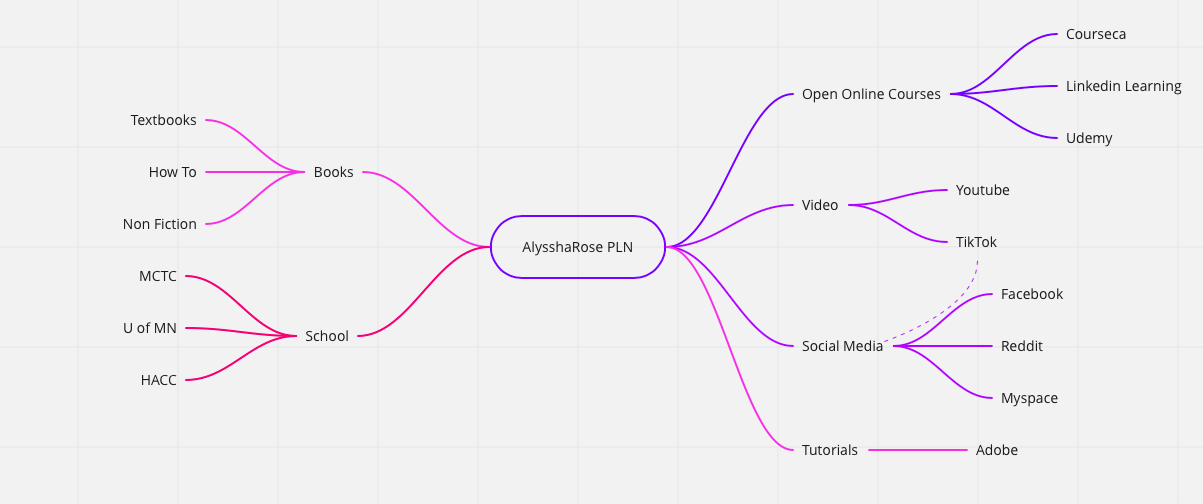 AlysshaRose PLN
Books
Textbooks
How To
Non Fiction
School
MCTC
U of MN
HACC
Open Online Courses
Courseca
Linkedin Learning
Udemy
Video
Youtube
TikTok
Social Media
Facebook
Reddit
Myspace
Tutorials
Adobe